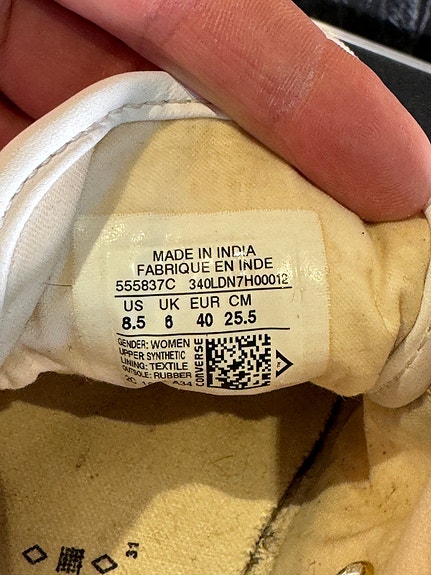 MADE IN INDIA
FABRIQUE EN INDE
555837C 340LDN7H00012
US UK EUR CM
8.5 6 40 25.5
GENDER: WOMEN
UPPER SYNTHETIC
LINING: TEXTILE
OUTSOLE: RUBBER
CONVERSE
31